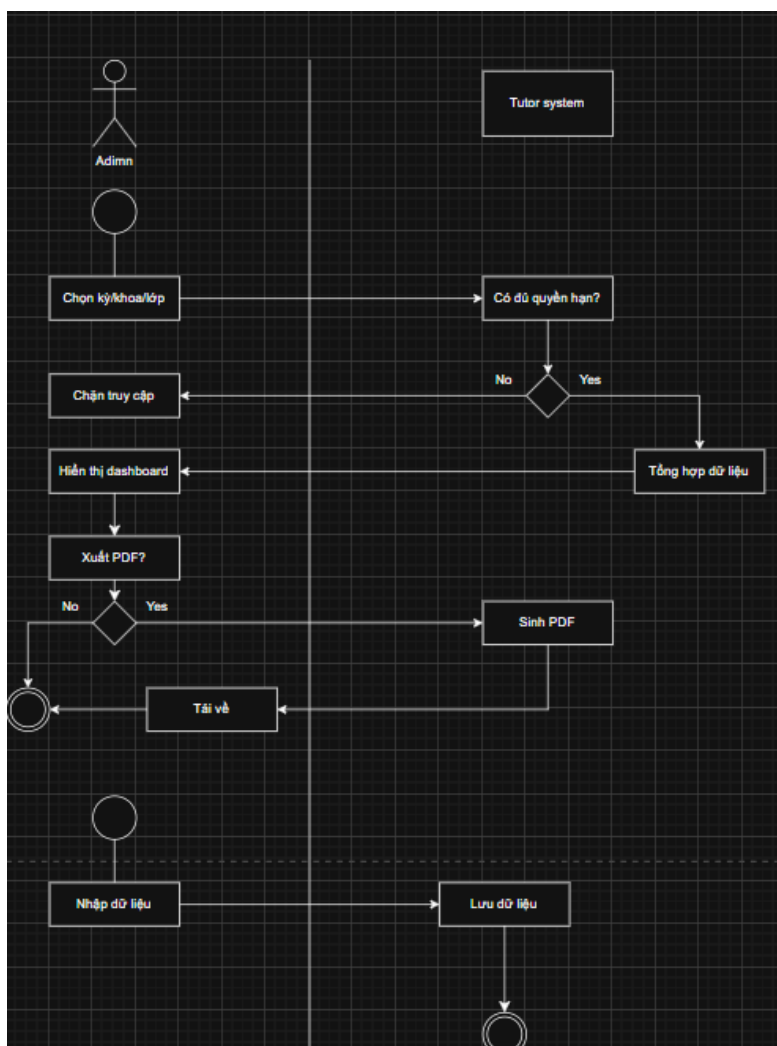 Tutor system
Adimn
Chọn kỳ/khoa/lớp
Có đủ quyền hạn?
No
Yes
Chặn truy cập
Hiển thị dashboard
Tổng hợp dữ liệu
Xuất PDF?
No
Yes
Sinh PDF
Tải về
Nhập dữ liệu
Lưu dữ liệu